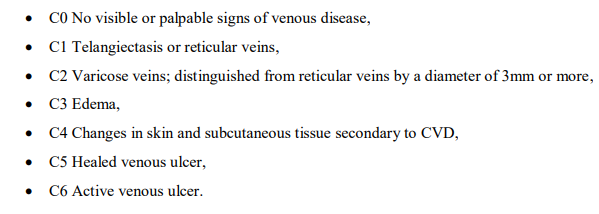 • C0 No visible or palpable signs of venous disease,
• C1 Telangiectasis or reticular veins,
• C2 Varicose veins; distinguished from reticular veins by a diameter of 3mm or more,
• C3 Edema,
• C4 Changes in skin and subcutaneous tissue secondary to CVD,
• C5 Healed venous ulcer,
• C6 Active venous ulcer.